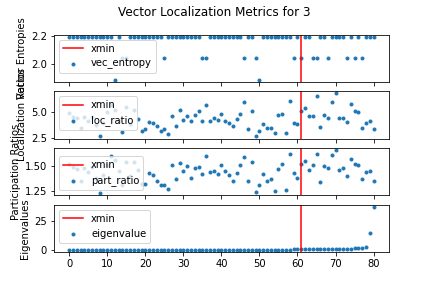 Vector Localization Metrics for 3
Vector Entropies
2.2
2.0
xmin
vec_entropy
Localization Ratios
5.0
2.5
xmin
loc_ratio
Participation Ratios
1.50
1.25
xmin
part_ratio
Eigenvalues
25
0
xmin
eigenvalue
0 10 20 30 40 50 60 70 80